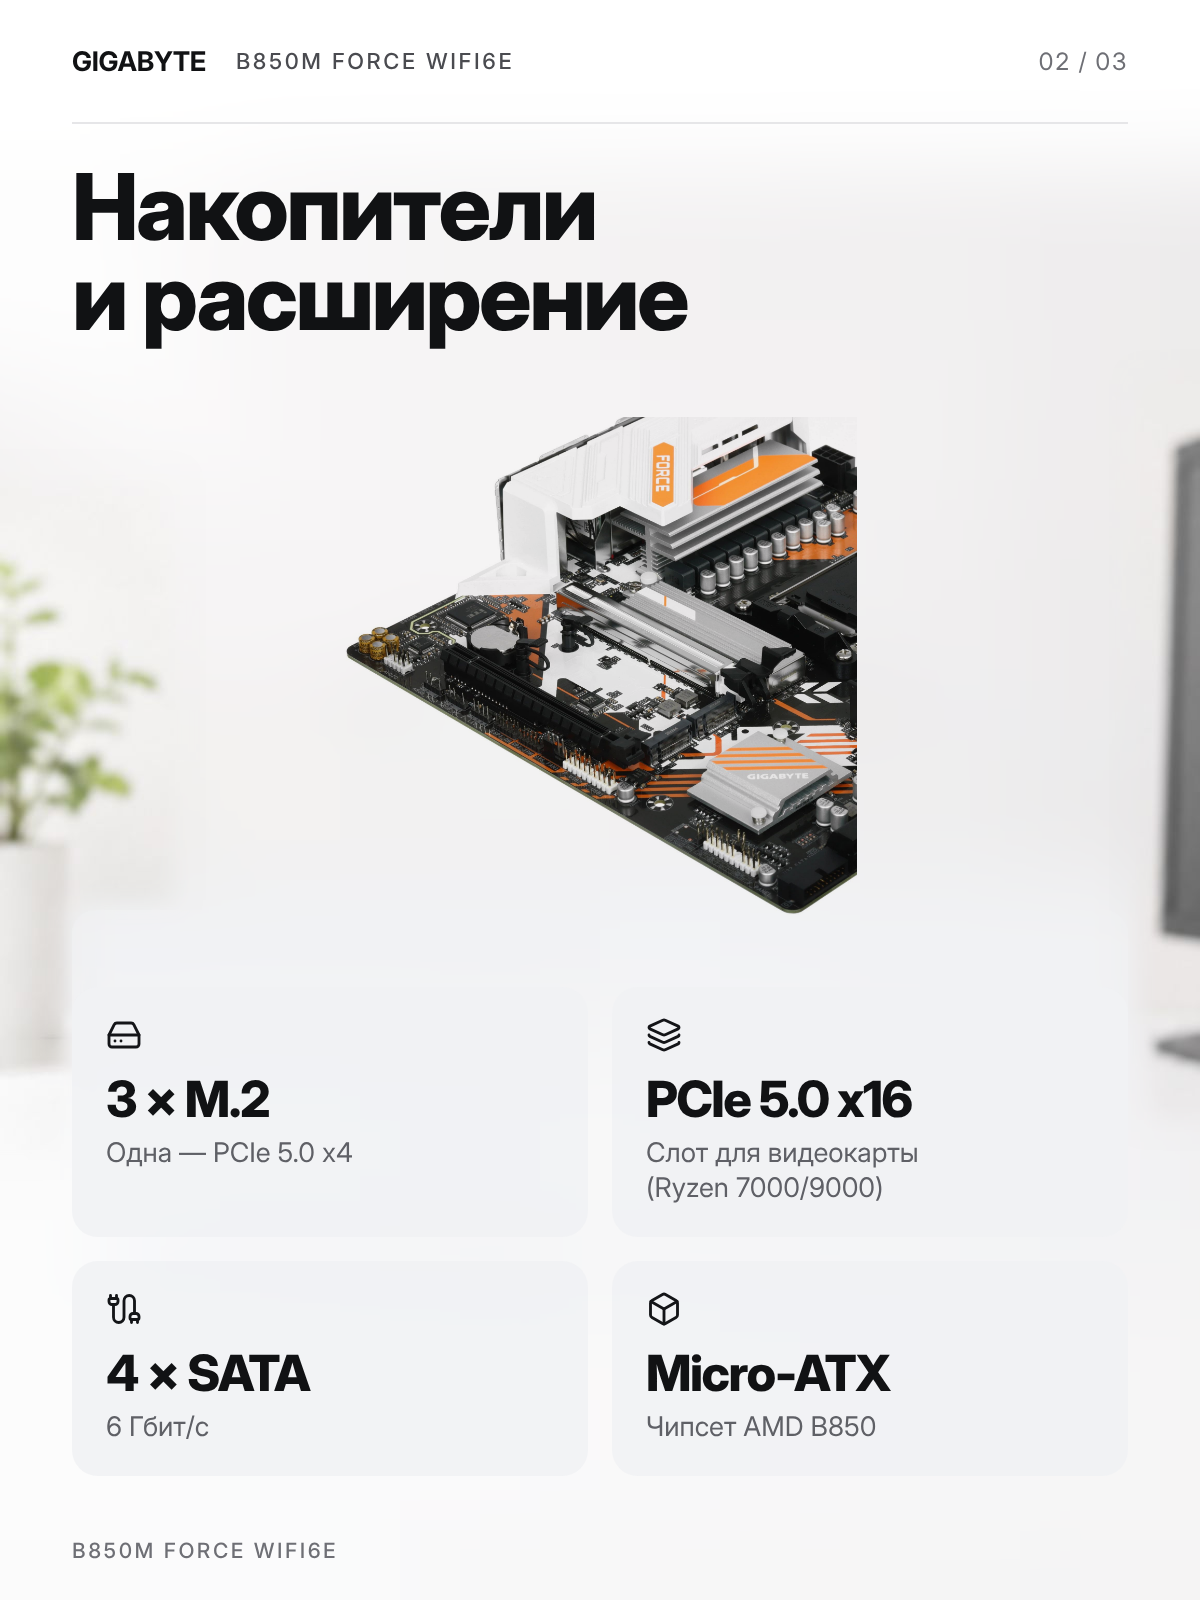 GIGABYTE B850M FORCE WIFI6E 02 / 03
Накопители
и расширение
FORCE
GIGABYTE
3 × M.2
Одна — PCIe 5.0 x4
PCIe 5.0 x16
Слот для видеокарты
(Ryzen 7000/9000)
4 × SATA
6 Гбит/с
Micro-ATX
Чипсет AMD B850
B850M FORCE WIFI6E